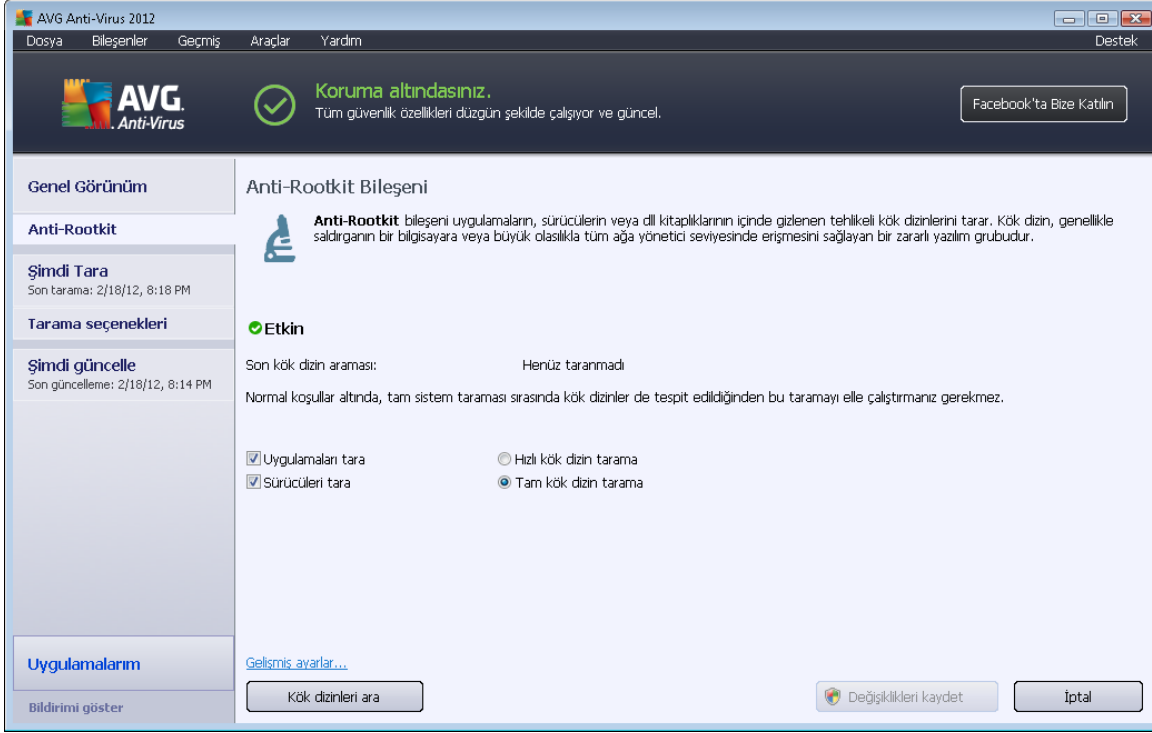 AVG Anti-Virus 2012
Dosya Bileşenler Geçmiş Araçlar Yardım Destek
AVG.
Anti-Virus
Koruma altındasınız.
Tüm güvenlik özellikleri düzgün şekilde çalışıyor ve güncel.
Facebook'ta Bize Katılın
Genel Görünüm
Anti-Rootkit
Şimdi Tara
Son tarama: 2/18/12, 8:18 PM
Tarama seçenekleri
Şimdi güncelle
Son güncelleme: 2/18/12, 8:14 PM
Uygulamalarım
Bildirimi göster
Anti-Rootkit Bileşeni
Anti-Rootkit bileşeni uygulamaların, sürücülerin veya dll kitaplıklarının içinde gizlenen tehlikeli kök dizinlerini tarar. Kök dizin, genellikle
saldırganın bir bilgisayara veya büyük olasılıkla tüm ağa yönetici seviyesinde erişmesini sağlayan bir zararlı yazılım grubudur.
Etkin
Son kök dizin araması: Henüz taranmadı
Normal koşullar altında, tam sistem taraması sırasında kök dizinler de tespit edildiğinden bu taramayı elle çalıştırmanız gerekmez.
Uygulamaları tara Hızlı kök dizin tarama
Sürücüleri tara Tam kök dizin tarama
Gelişmiş ayarlar...
Kök dizinleri ara Değişiklikleri kaydet İptal